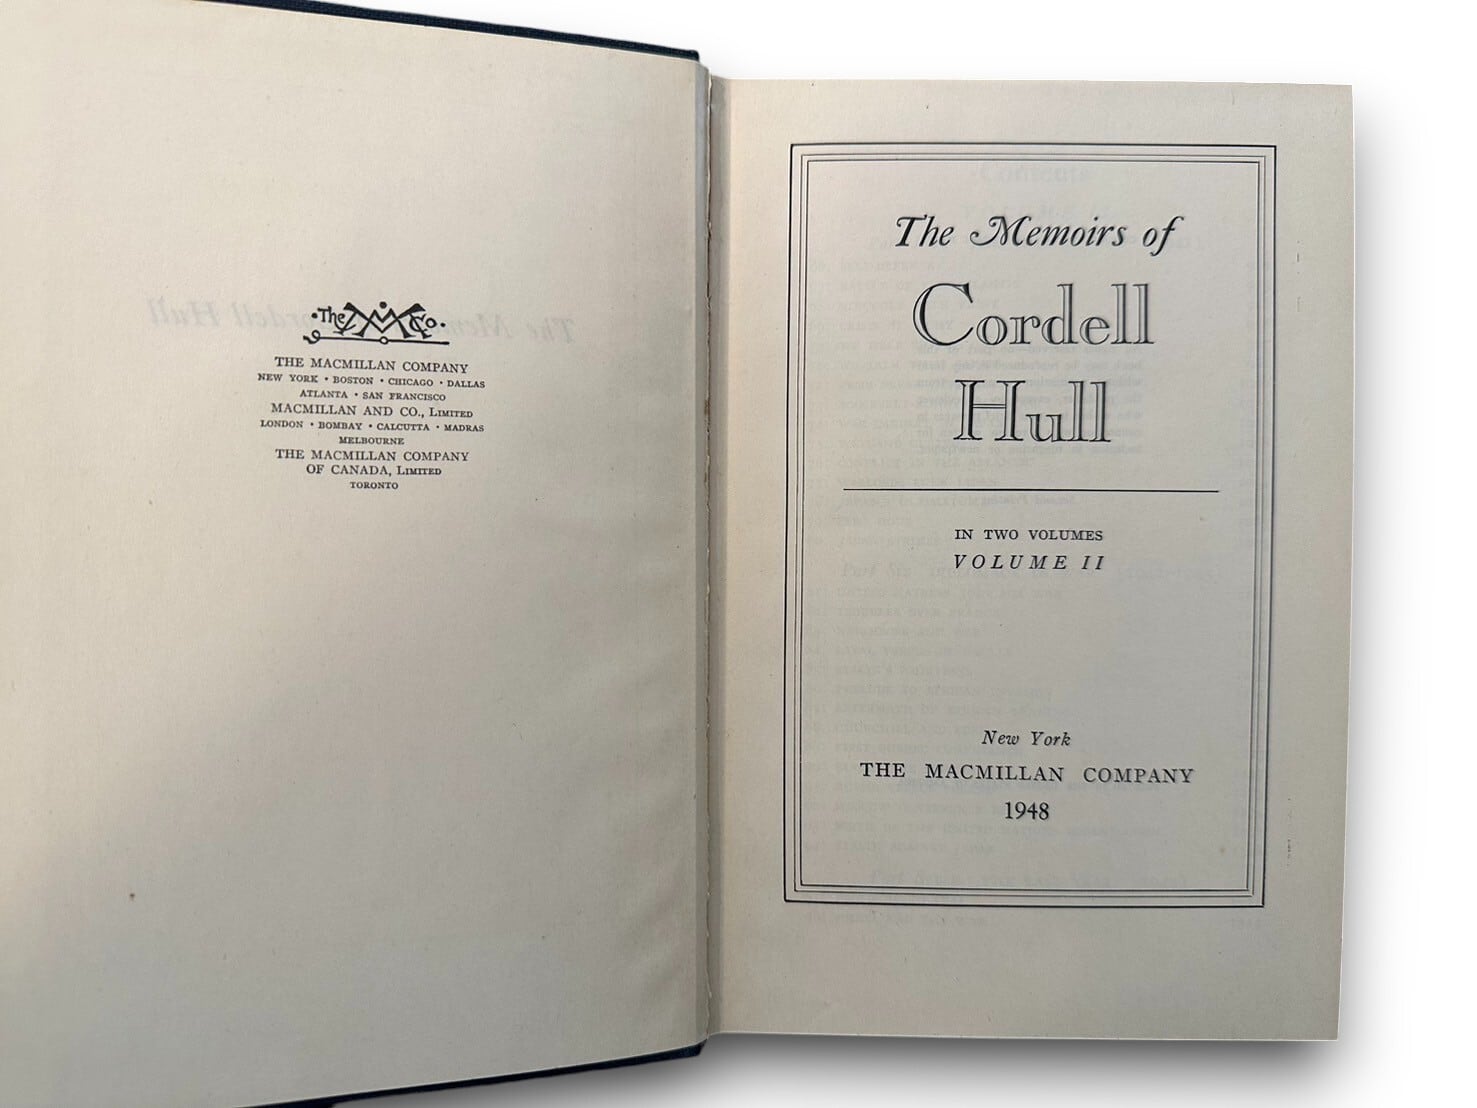 ·The M Co.
THE MACMILLAN COMPANY
NEW YORK • BOSTON • CHICAGO • DALLAS
ATLANTA • SAN FRANCISCO
MACMILLAN AND CO., LIMITED
LONDON • BOMBAY • CALCUTTA • MADRAS
MELBOURNE
THE MACMILLAN COMPANY
OF CANADA, LIMITED
TORONTO
The Memoirs of
Cordell
Hull
IN TWO VOLUMES
VOLUME II
New York
THE MACMILLAN COMPANY
1948